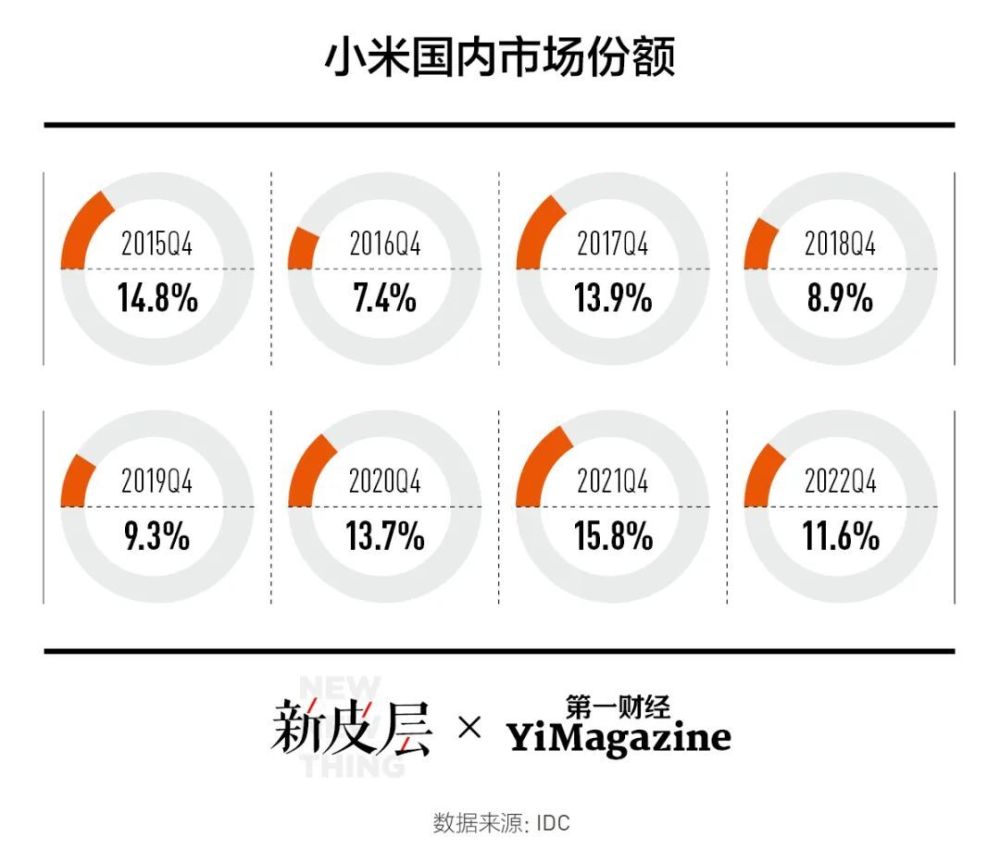 小米国内市场份额
2015Q4
14.8%
2016Q4
7.4%
2017Q4
13.9%
2018Q4
8.9%
2019Q4
9.3%
2020Q4
13.7%
2021Q4
15.8%
2022Q4
11.6%
NEW
NEW
THING
新皮层
×
第一财经
YiMagazine
数据来源: IDC